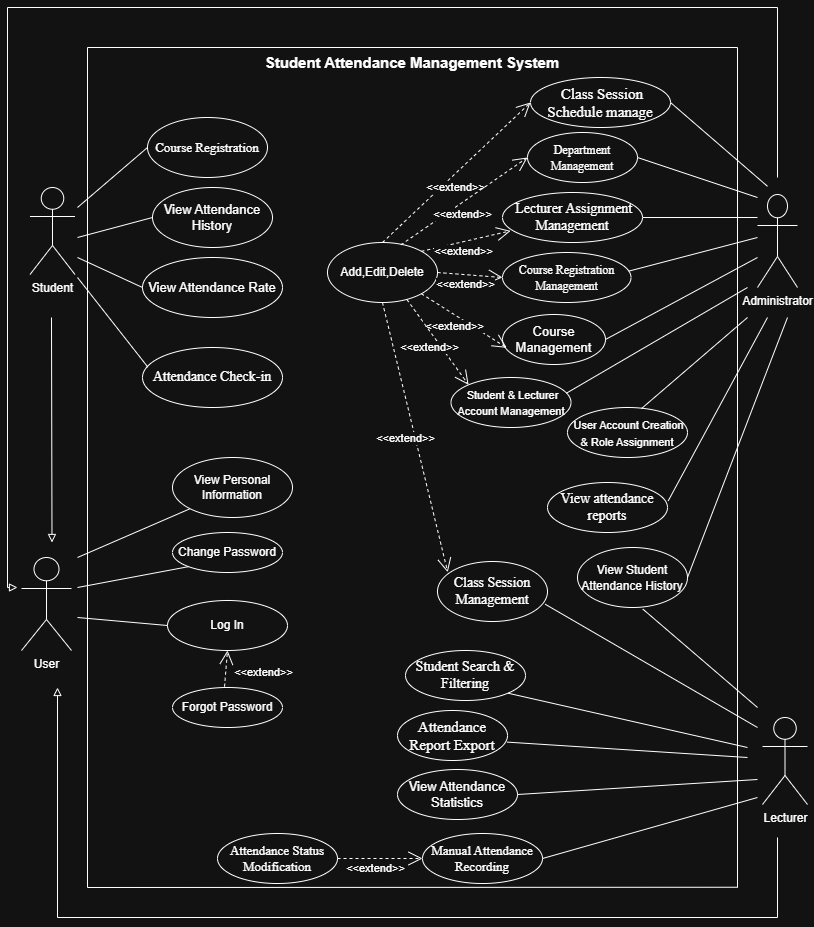 Student Attendance Management System
Class Session
Schedule manage
Course Registration
Department
Management
<<extend>>
View Attendance
History
Lecturer Assignment
Management
<<extend>>
<<extend>>
Student
Add,Edit,Delete
Course Registration
Management
<<extend>>
View Attendance Rate
Administrator
<<extend>>
Course
Management
<<extend>>
Attendance Check-in
Student & Lecturer
Account Management
User Account Creation
& Role Assignment
<<extend>>
View Personal
Information
View attendance
reports
Change Password
Class Session
Management
View Student
Attendance History
User
Log In
<<extend>>
Forgot Password
Student Search &
Filtering
Attendance
Report Export
View Attendance
Statistics
Lecturer
Attendance Status
Modification
<<extend>>
Manual Attendance
Recording